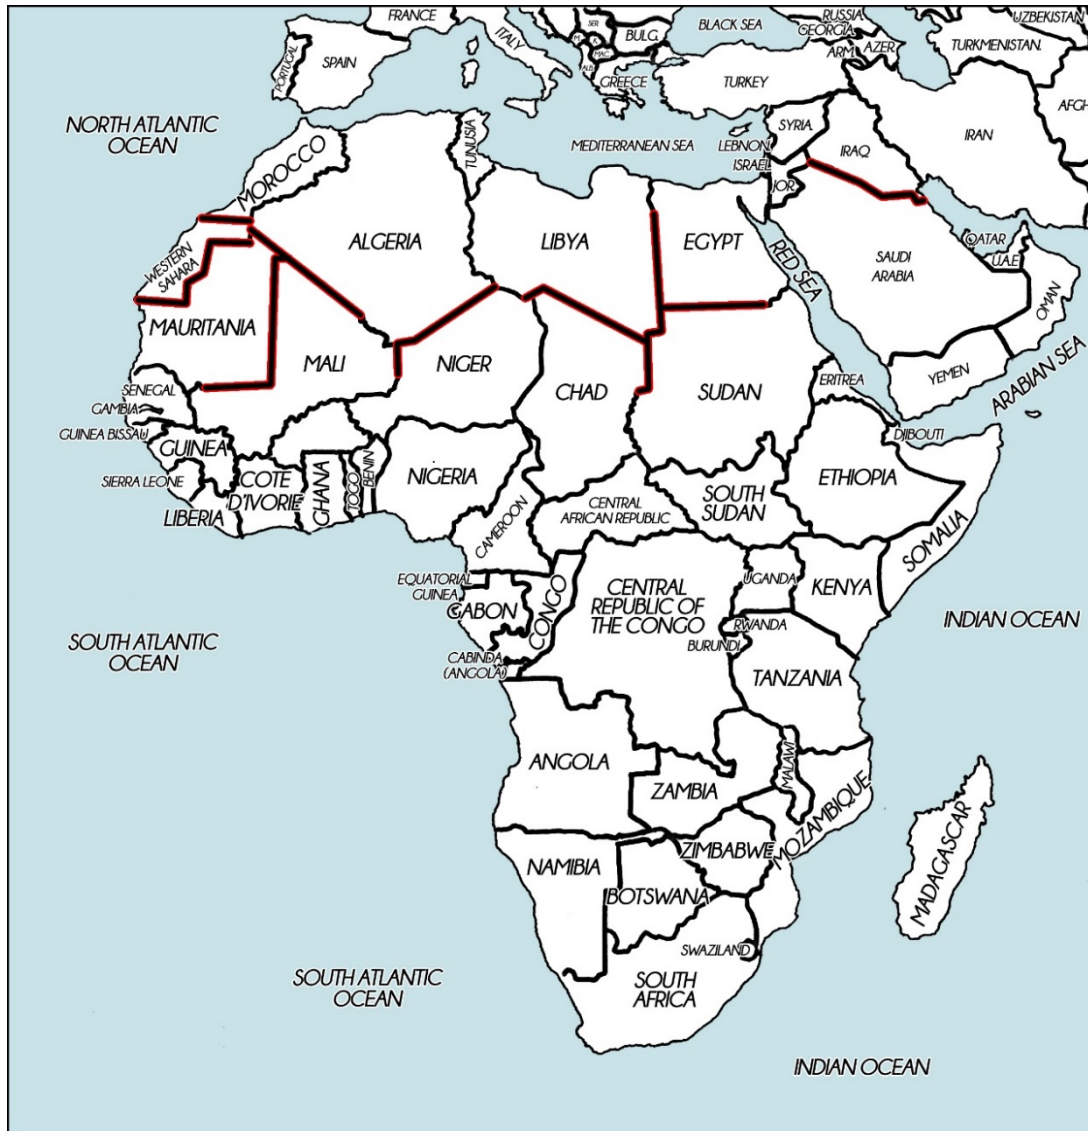 FRANCE
ITALY
SER.
BULG.
BLACK SEA
RUSSIA
GEORGIA
UZBEKISTAN
PORTUGAL
SPAIN
M.
K.
MAC.
ALB.
GREECE
TURKEY
ARM.
AZER.
TURKMENISTAN.
AFGH
NORTH ATLANTIC
OCEAN
MOROCCO
TUNUSIA
MEDITERRANEAN SEA
LEBNON
ISRAEL
SYRIA
JOR.
IRAQ
IRAN
WESTERN
SAHARA
ALGERIA
LIBYA
EGYPT
RED SEA
SAUDI
ARABIA
QATAR
U.A.E
OMAN
MAURITANIA
MALI
NIGER
CHAD
SUDAN
ERITREA
YEMEN
ARABIAN SEA
SENEGAL
GAMBIA
GUINEA BISSAU
GUINEA
SIERRA LEONE
LIBERIA
COTE
D'IVORIE
GHANA
TOGO
BENIN
NIGERIA
CAMEROON
CENTRAL
AFRICAN REPUBLIC
SOUTH
SUDAN
ETHIOPIA
DJIBOUTI
SOMALIA
EQUATORIAL
GUINEA
GABON
CONGO
CENTRAL
REPUBLIC OF
THE CONGO
UGANDA
KENYA
INDIAN OCEAN
SOUTH ATLANTIC
OCEAN
CABINDA
(ANGOLA)
RWANDA
BURUNDI
TANZANIA
ANGOLA
ZAMBIA
MALAWI
MOZAMBIQUE
MADAGASCAR
NAMIBIA
BOTSWANA
ZIMBABWE
SWAZILAND
SOUTH
AFRICA
SOUTH ATLANTIC
OCEAN
INDIAN OCEAN